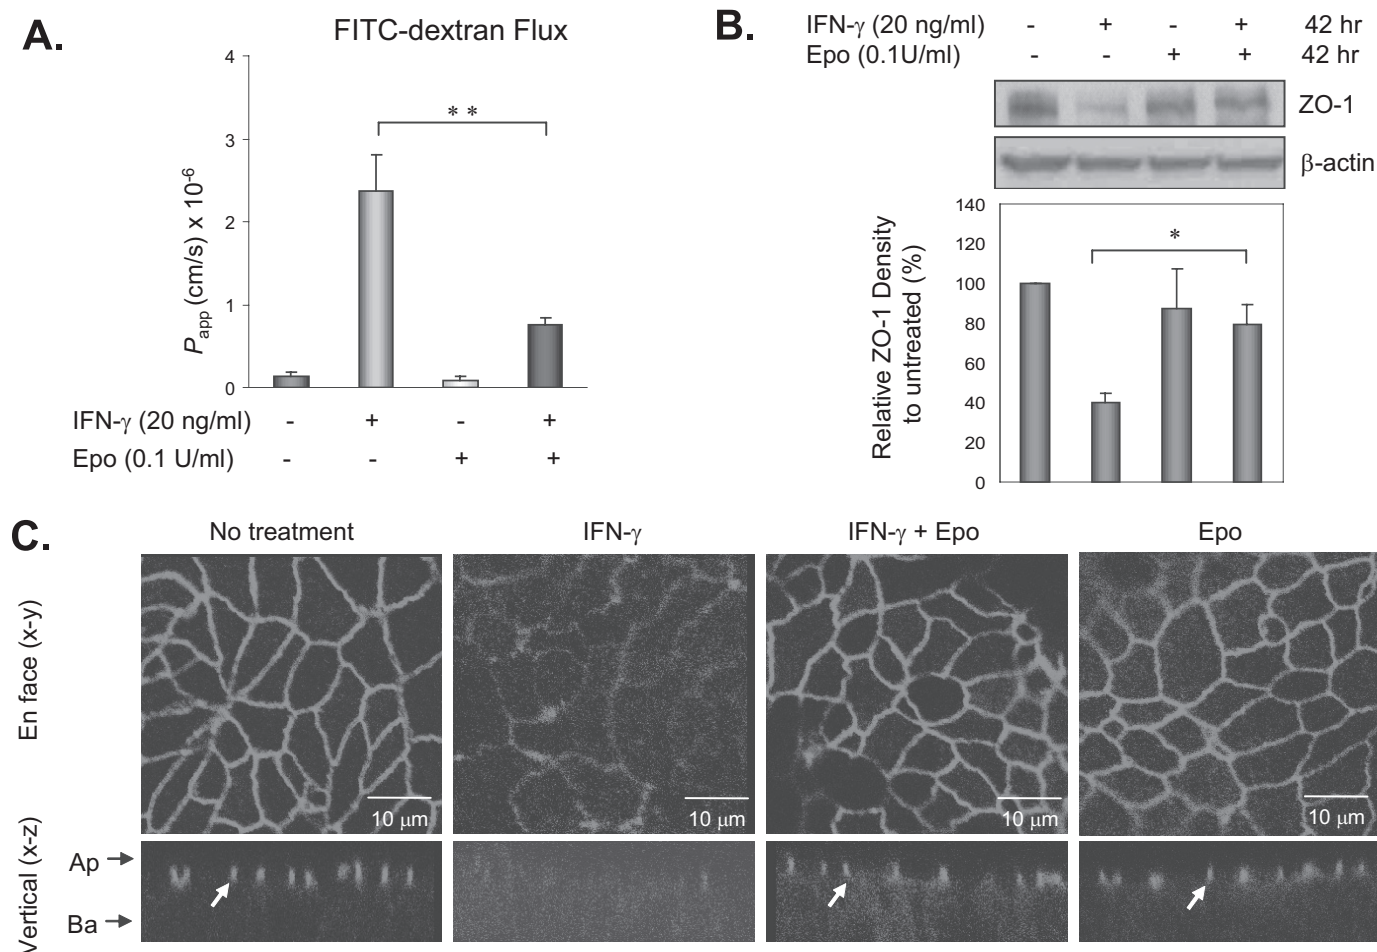 A.
FITC-dextran Flux
4
3
2
1
0
* *
Papp (cm/s) x 10-6
IFN-γ (20 ng/ml) - + - +
Epo (0.1 U/ml) - - + +
B.
IFN-γ (20 ng/ml) - + - + 42 hr
Epo (0.1U/ml) - - + + 42 hr
ZO-1
β-actin
140
120
100
80
60
40
20
0
*
Relative ZO-1 Density
to untreated (%)
C.
No treatment IFN-γ IFN-γ + Epo Epo
En face (x-y)
10 μm 10 μm 10 μm 10 μm
Vertical (x-z)
Ap
Ba